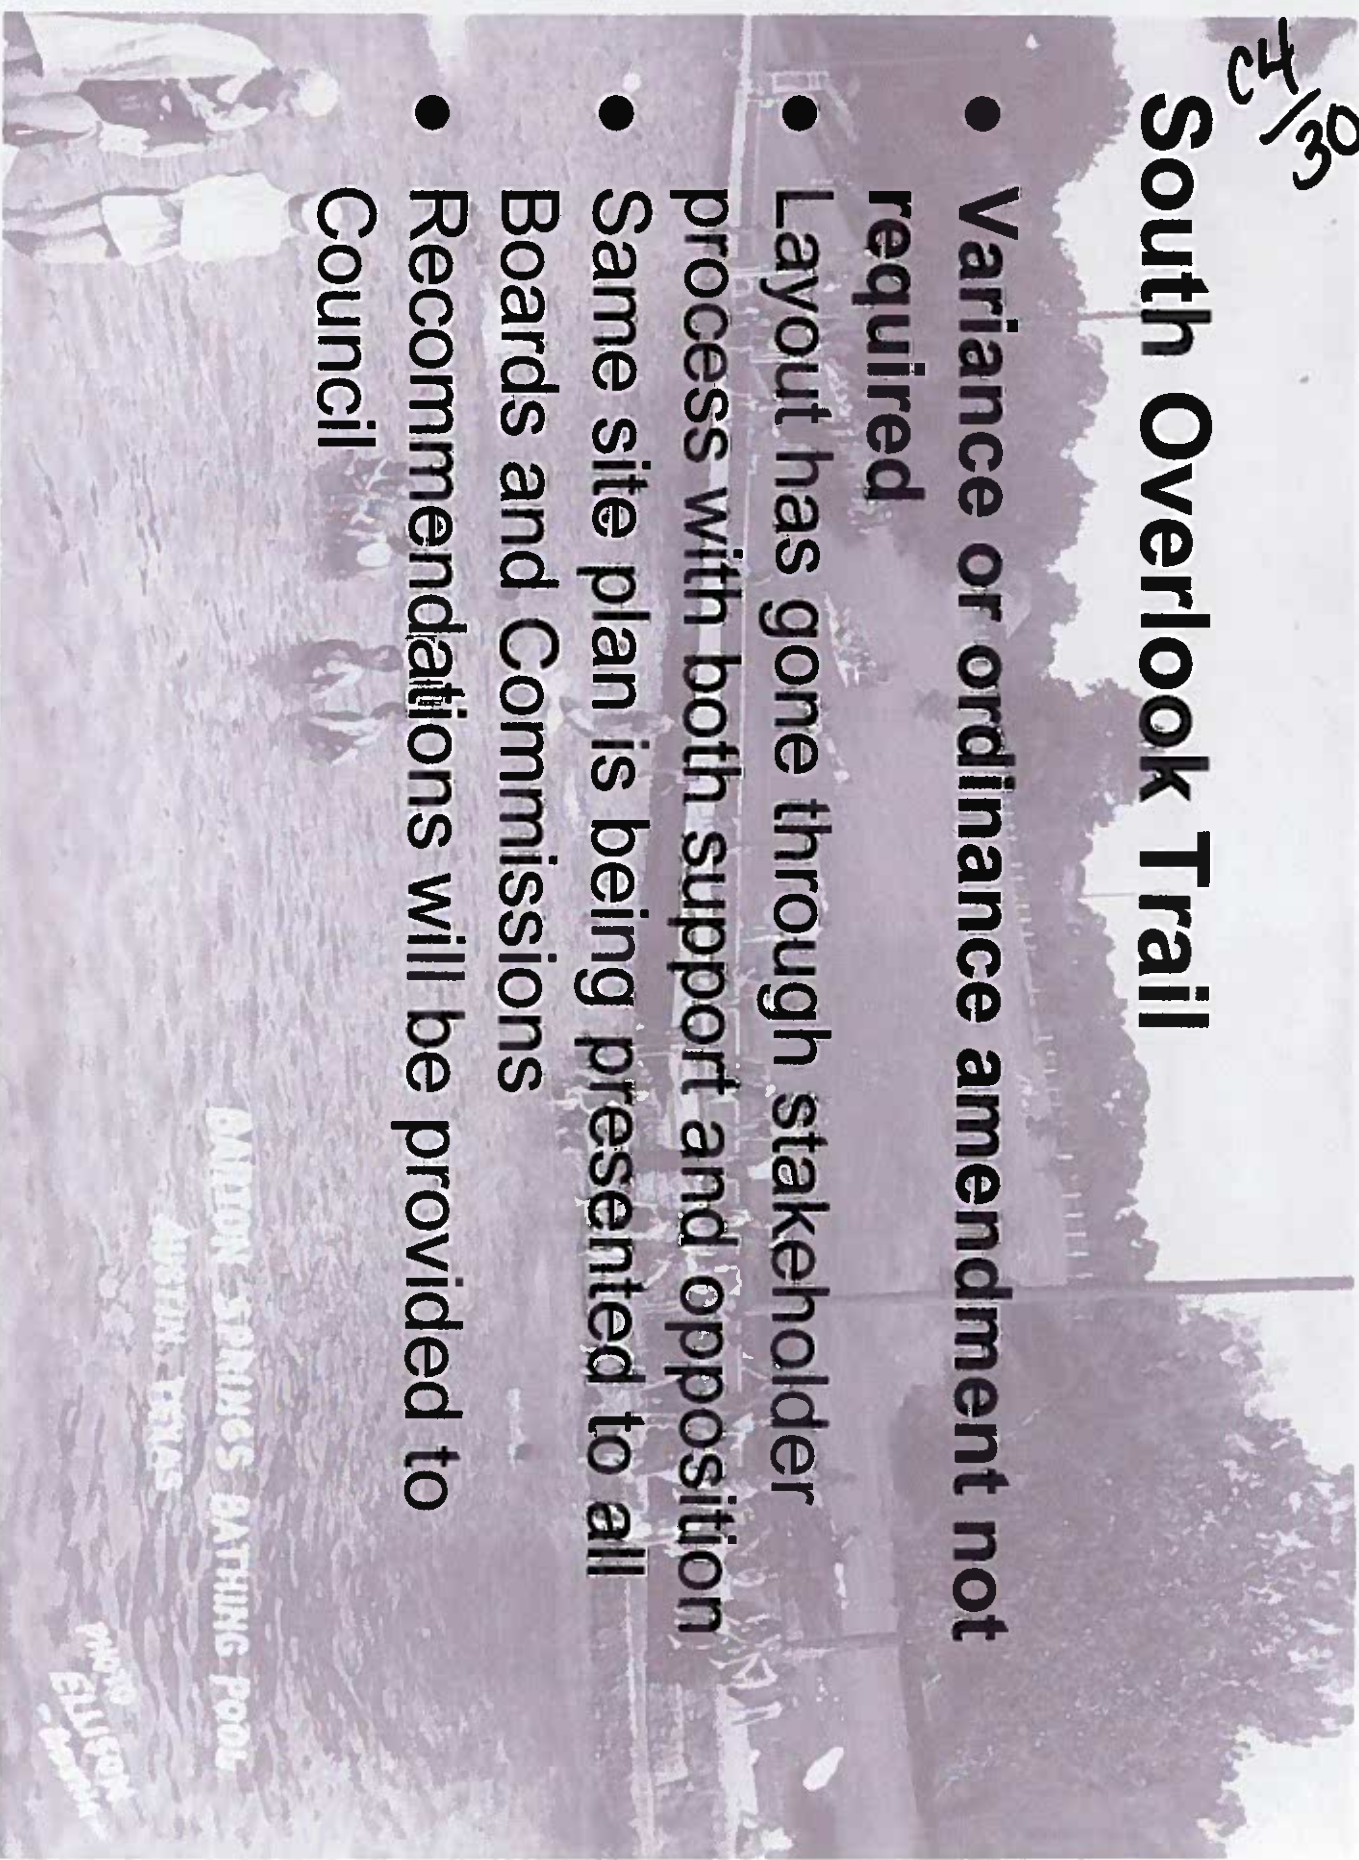 C4/30
South Overlook Trail
• Variance or ordinance amendment not
required
• Layout has gone through stakeholder
process with both support and opposition
• Same site plan is being presented to all
Boards and Commissions
• Recommendations will be provided to
Council
BARTON SPRINGS BATHING POOL
AUSTIN. TEXAS
PHOTO
ELLISON